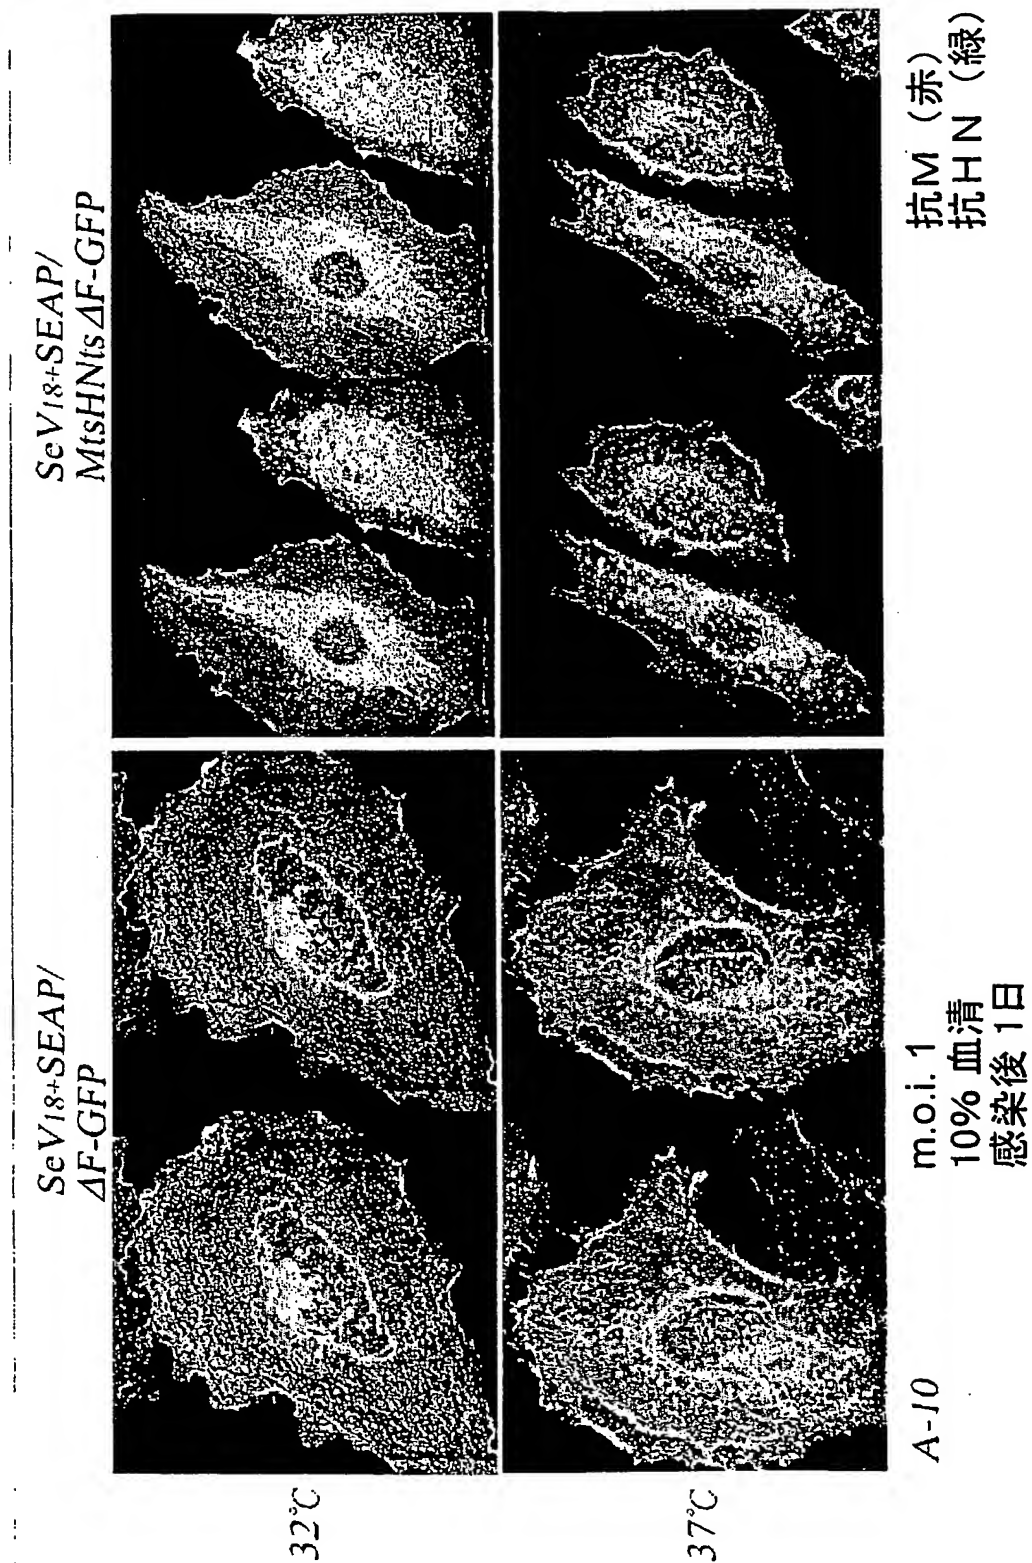 SeV18+SEAP/
ΔF-GFP
SeV18+SEAP/
MtsHNtsΔF-GFP
32℃
37℃
A-10
m.o.i. 1
10% 血清
感染後 1日
抗M (赤)
抗HN (緑)